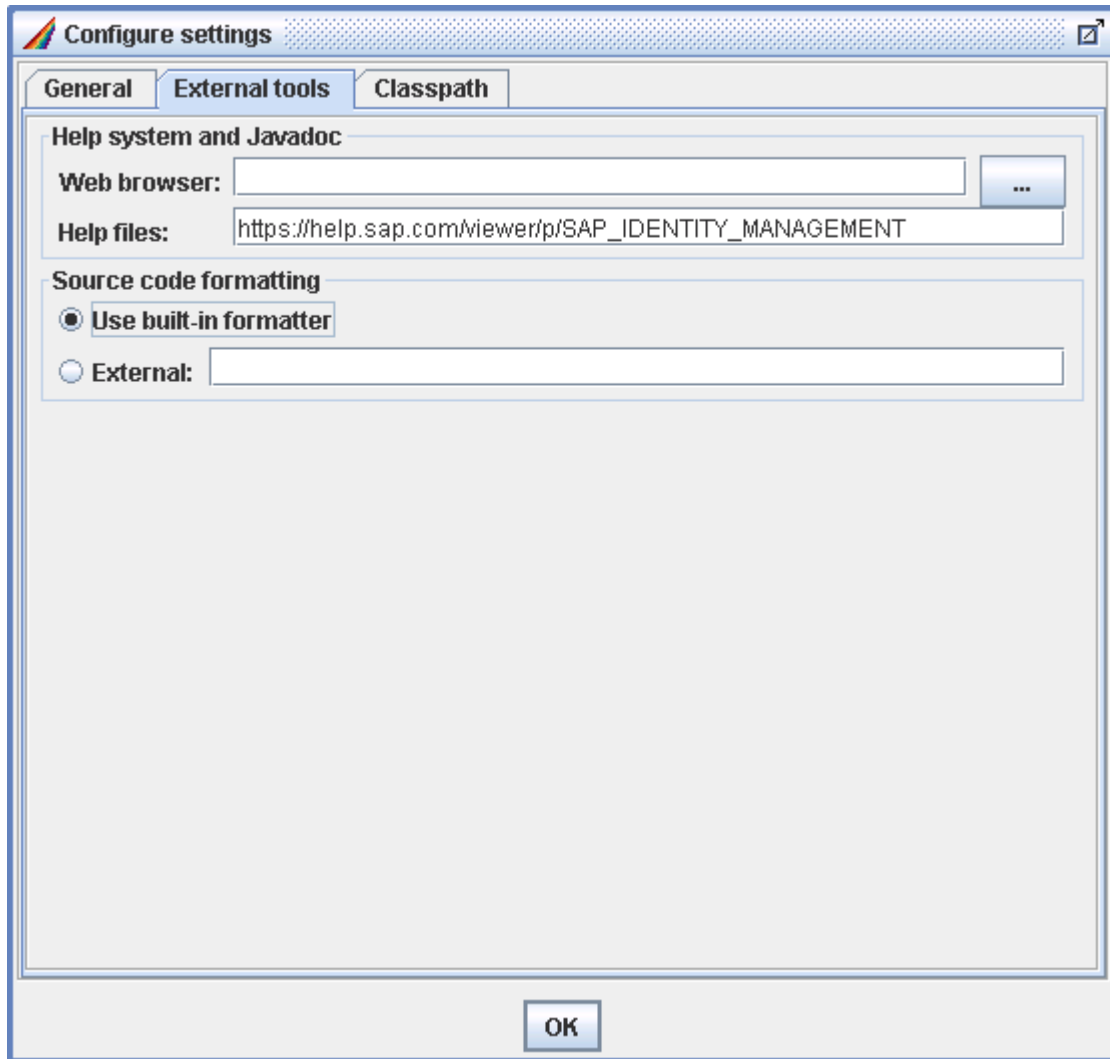 Configure settings
General External tools Classpath
Help system and Javadoc
Web browser: ...
Help files: https://help.sap.com/viewer/p/SAP_IDENTITY_MANAGEMENT
Source code formatting
Use built-in formatter
External:
OK